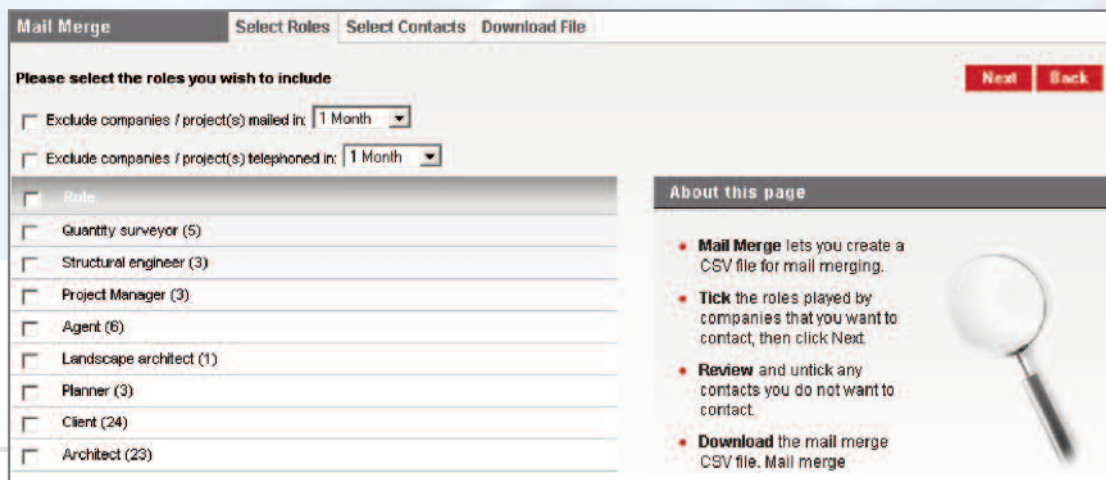 Mail Merge Select Roles Select Contacts Download File
Please select the roles you wish to include
Next Back
Exclude companies / project(s) mailed in: 1 Month
Exclude companies / project(s) telephoned in: 1 Month
Role
Quantity surveyor (5)
Structural engineer (3)
Project Manager (3)
Agent (6)
Landscape architect (1)
Planner (3)
Client (24)
Architect (23)
About this page
• Mail Merge lets you create a
CSV file for mail merging.
• Tick the roles played by
companies that you want to
contact, then click Next.
• Review and untick any
contacts you do not want to
contact.
• Download the mail merge
CSV file. Mail merge